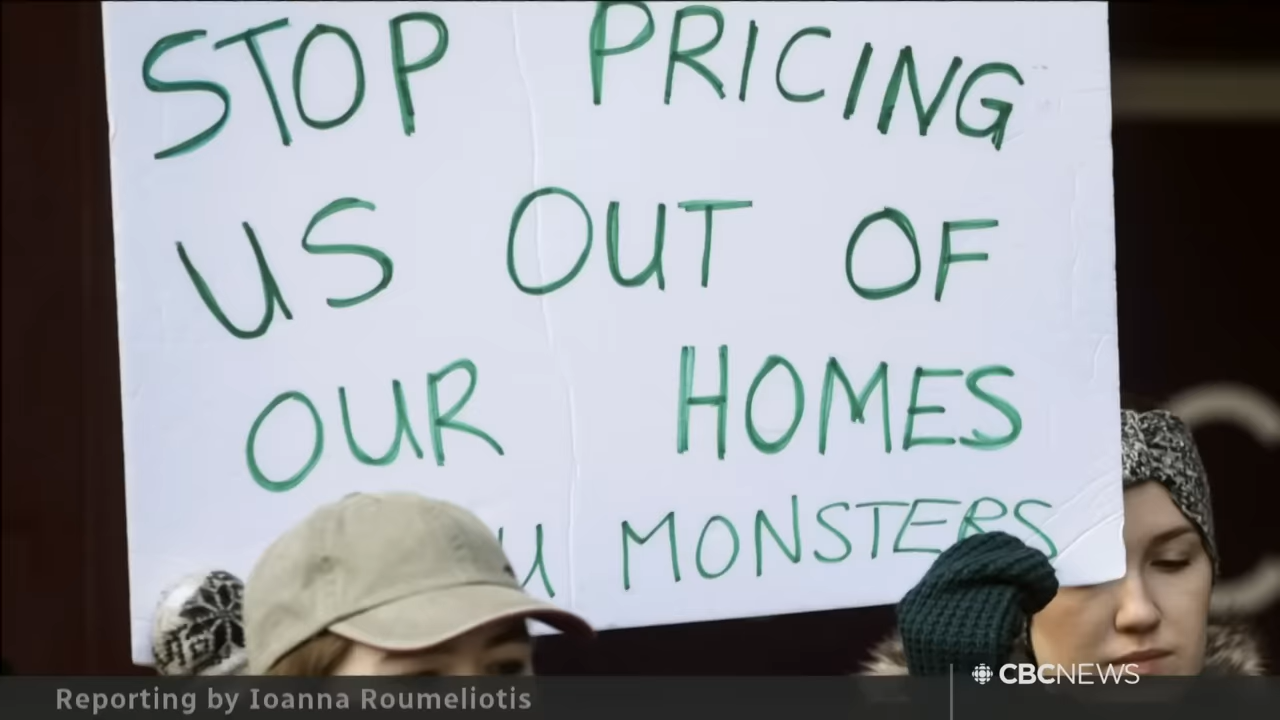 STOP PRICING
US OUT OF
OUR HOMES
MONSTERS
CBCNEWS
Reporting by Ioanna Roumeliotis